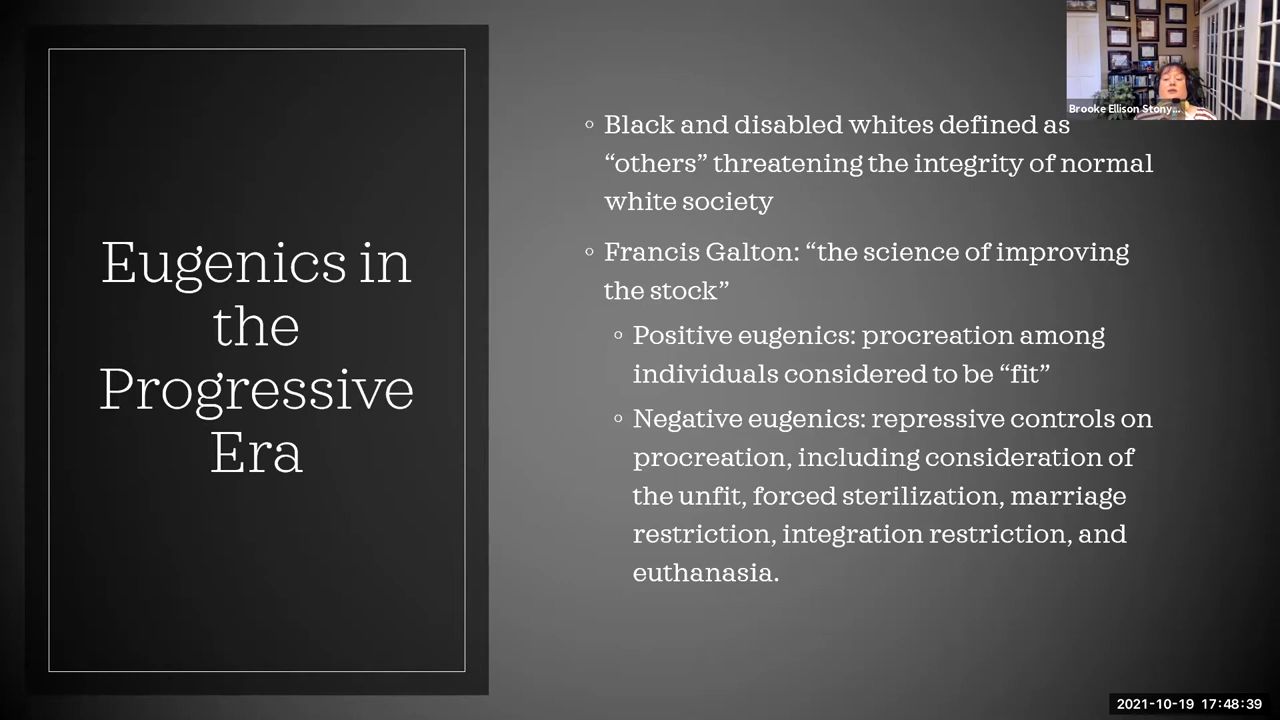 Eugenics in
the
Progressive
Era
◦ Black and disabled whites defined as
“others” threatening the integrity of normal
white society
◦ Francis Galton: “the science of improving
the stock”
◦ Positive eugenics: procreation among
individuals considered to be “fit”
◦ Negative eugenics: repressive controls on
procreation, including consideration of
the unfit, forced sterilization, marriage
restriction, integration restriction, and
euthanasia.
Brooke Ellison Stony...
2021-10-19 17:48:39